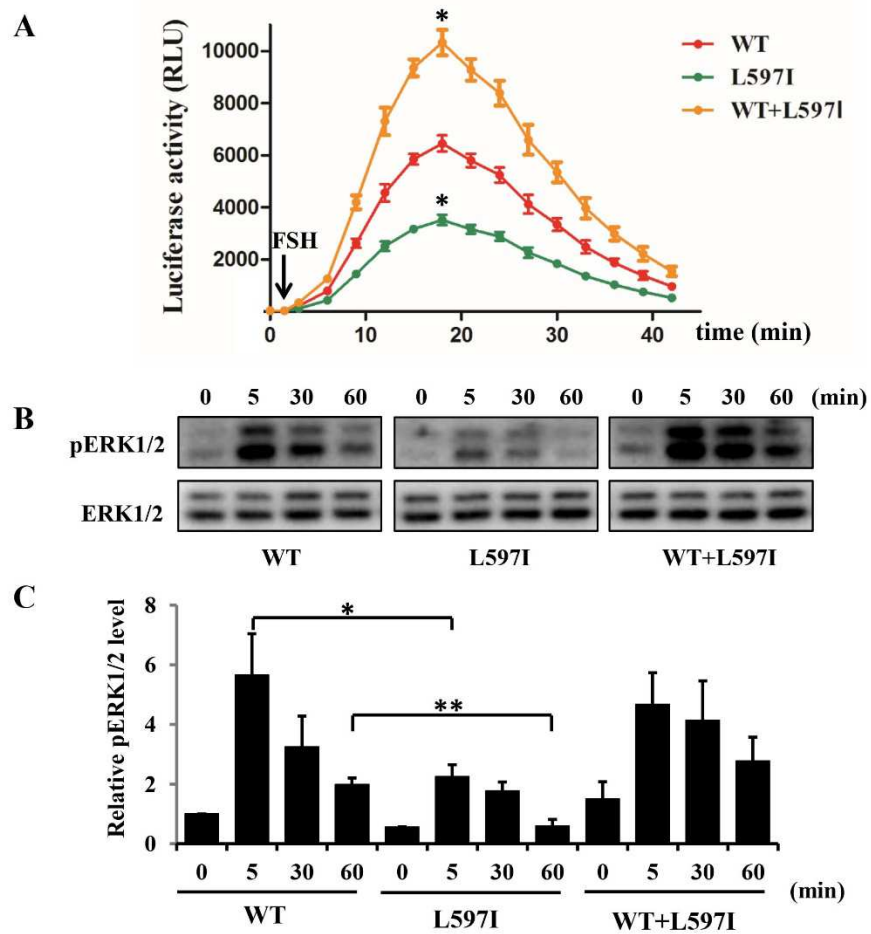 A
Luciferase activity (RLU)
10000
8000
6000
4000
2000
*
*
FSH
WT
L597I
WT+L597I
0 10 20 30 40
time (min)
B
0 5 30 60 0 5 30 60 0 5 30 60 (min)
pERK1/2
ERK1/2
WT L597I WT+L597I
C
Relative pERK1/2 level
8
6
4
2
0
*
**
0 5 30 60 0 5 30 60 0 5 30 60
(min)
WT L597I WT+L597I